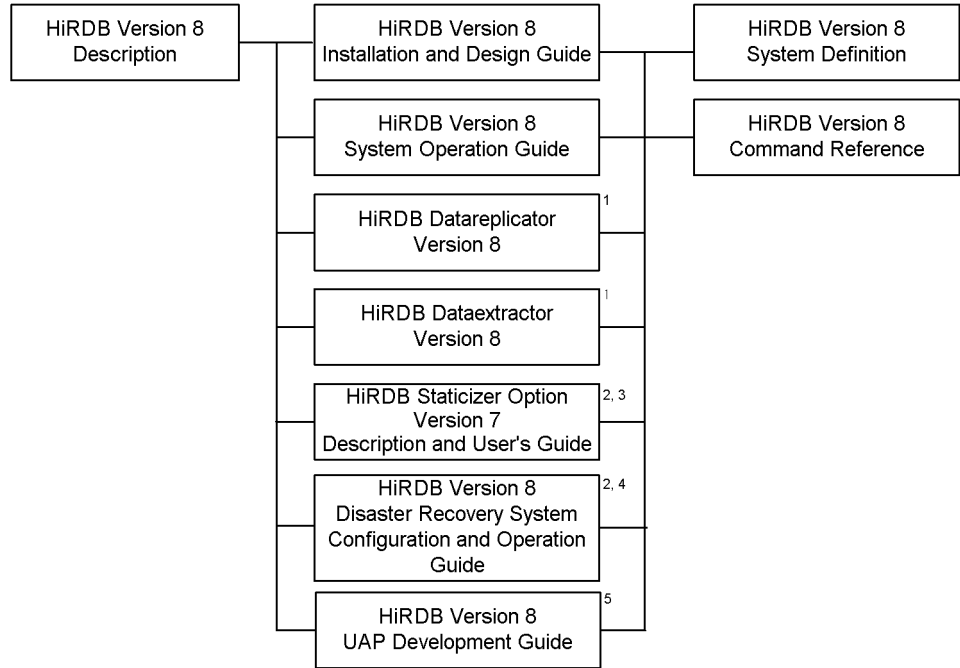 HiRDB Version 8
Description
HiRDB Version 8
Installation and Design Guide
HiRDB Version 8
System Definition
HiRDB Version 8
System Operation Guide
HiRDB Version 8
Command Reference
HiRDB Datareplicator
Version 8
1
HiRDB Dataextractor
Version 8
1
HiRDB Staticizer Option
Version 7
Description and User's Guide
2, 3
HiRDB Version 8
Disaster Recovery System
Configuration and Operation
Guide
2, 4
HiRDB Version 8
UAP Development Guide
5